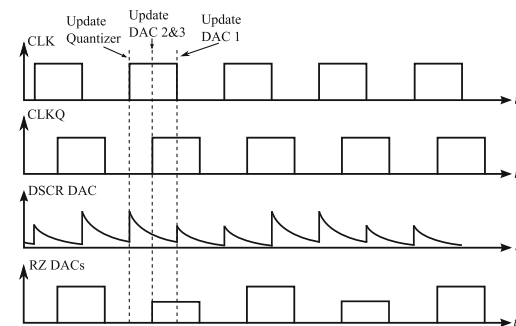 Update
Quantizer
Update
DAC 2&3
Update
DAC 1
CLK
CLKQ
DSCR DAC
RZ DACs